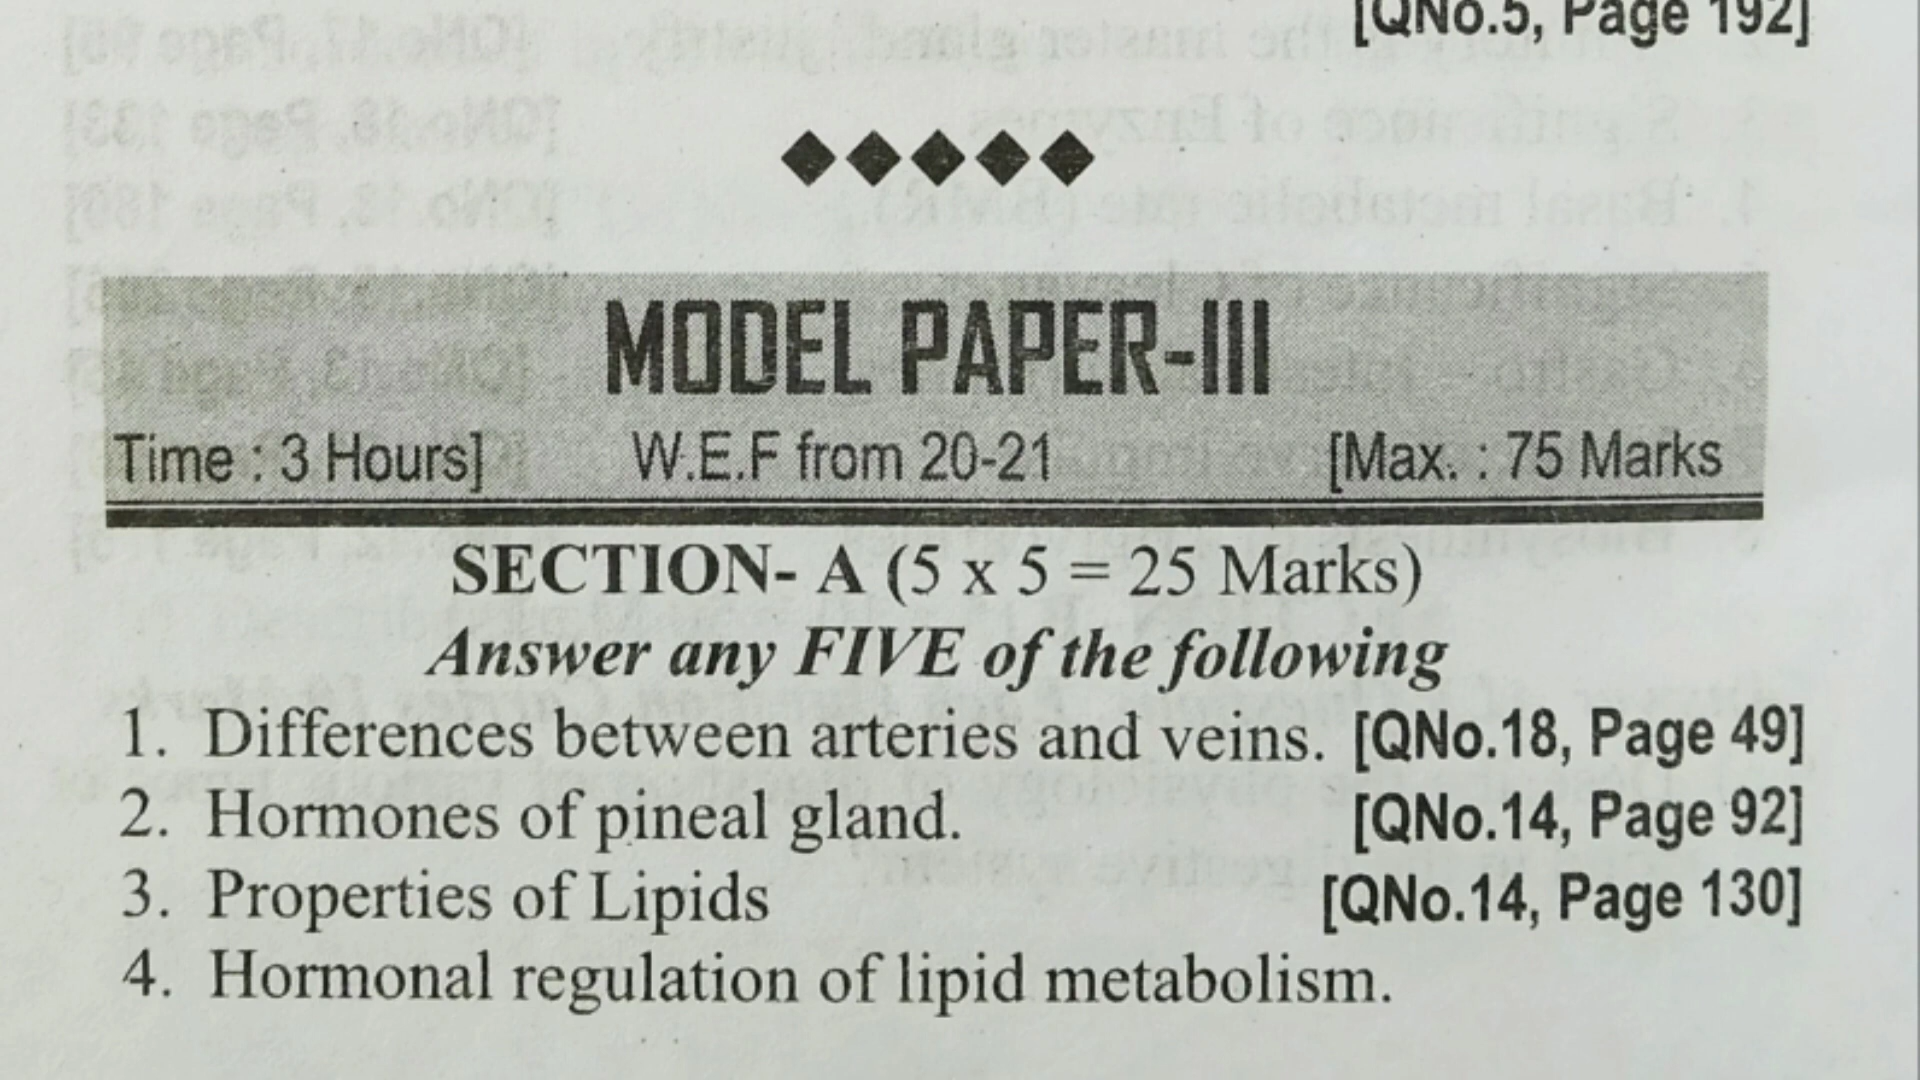 [QNo.5, Page 192]
MODEL PAPER-III
Time : 3 Hours] W.E.F from 20-21 [Max. : 75 Marks
SECTION- A (5 x 5 = 25 Marks)
Answer any FIVE of the following
1. Differences between arteries and veins. [QNo.18, Page 49]
2. Hormones of pineal gland. [QNo.14, Page 92]
3. Properties of Lipids [QNo.14, Page 130]
4. Hormonal regulation of lipid metabolism.